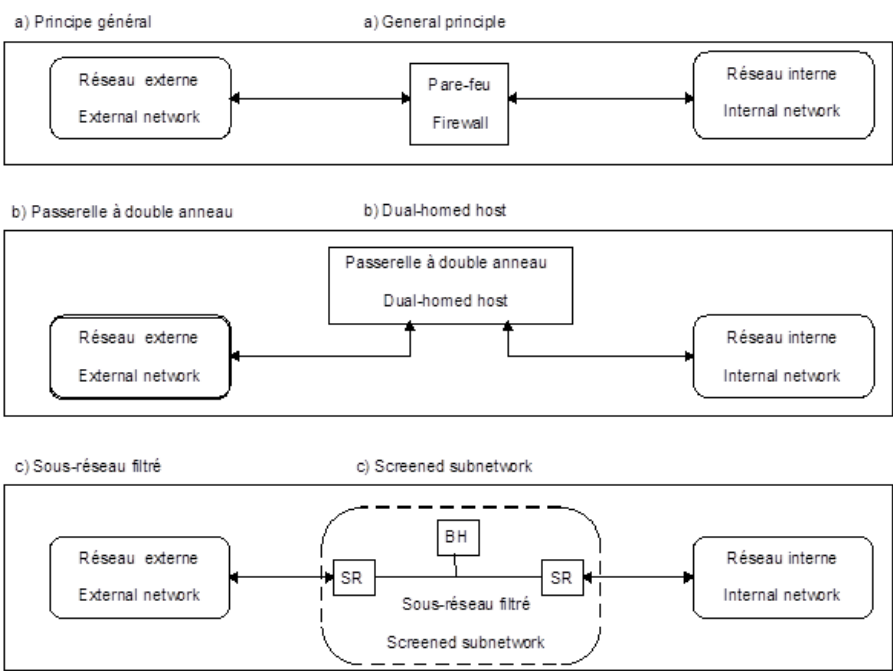 a) Principe général a) General principle
Réseau externe
External network
Pare-feu
Firewall
Réseau interne
Internal network
b) Passerelle à double anneau b) Dual-homed host
Passerelle à double anneau
Dual-homed host
Réseau externe
External network
Réseau interne
Internal network
c) Sous-réseau filtré c) Screened subnetwork
Réseau externe
External network
BH
SR
SR
Sous-réseau filtré
Screened subnetwork
Réseau interne
Internal network